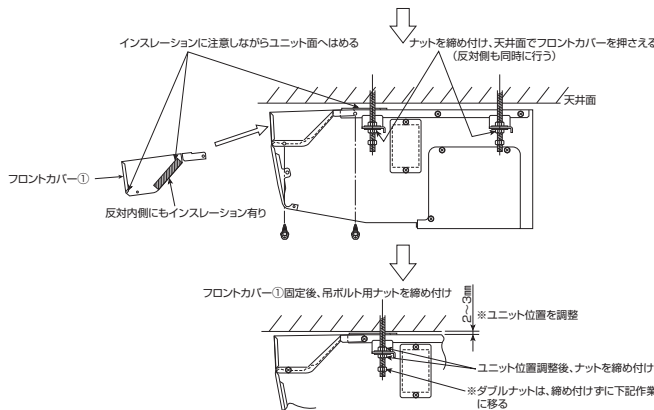 インスレーションに注意しながらユニット面へはめる
ナットを締め付け、天井面でフロントカバーを押さえる
（反対側も同時に行う）
天井面
フロントカバー①
反対内側にもインスレーション有り
フロントカバー①固定後、吊ボルト用ナットを締め付け
2～3㎜
※ユニット位置を調整
ユニット位置調整後、ナットを締め付け
※ダブルナットは、締め付けずに下記作業
に移る